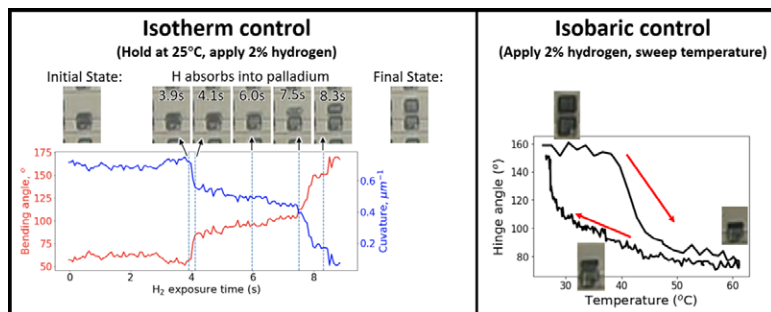 Isotherm control
(Hold at 25°C, apply 2% hydrogen)
Initial State:
H absorbs into palladium
Final State:
3.9s
4.1s
6.0s
7.5s
8.3s
175
150
125
100
75
50
Bending angle, °
0.6
0.4
0.2
Cuvature, μm⁻¹
0
2
4
6
8
H₂ exposure time (s)
Isobaric control
(Apply 2% hydrogen, sweep temperature)
160
140
120
100
80
Hinge angle (°)
30
40
50
60
Temperature (°C)